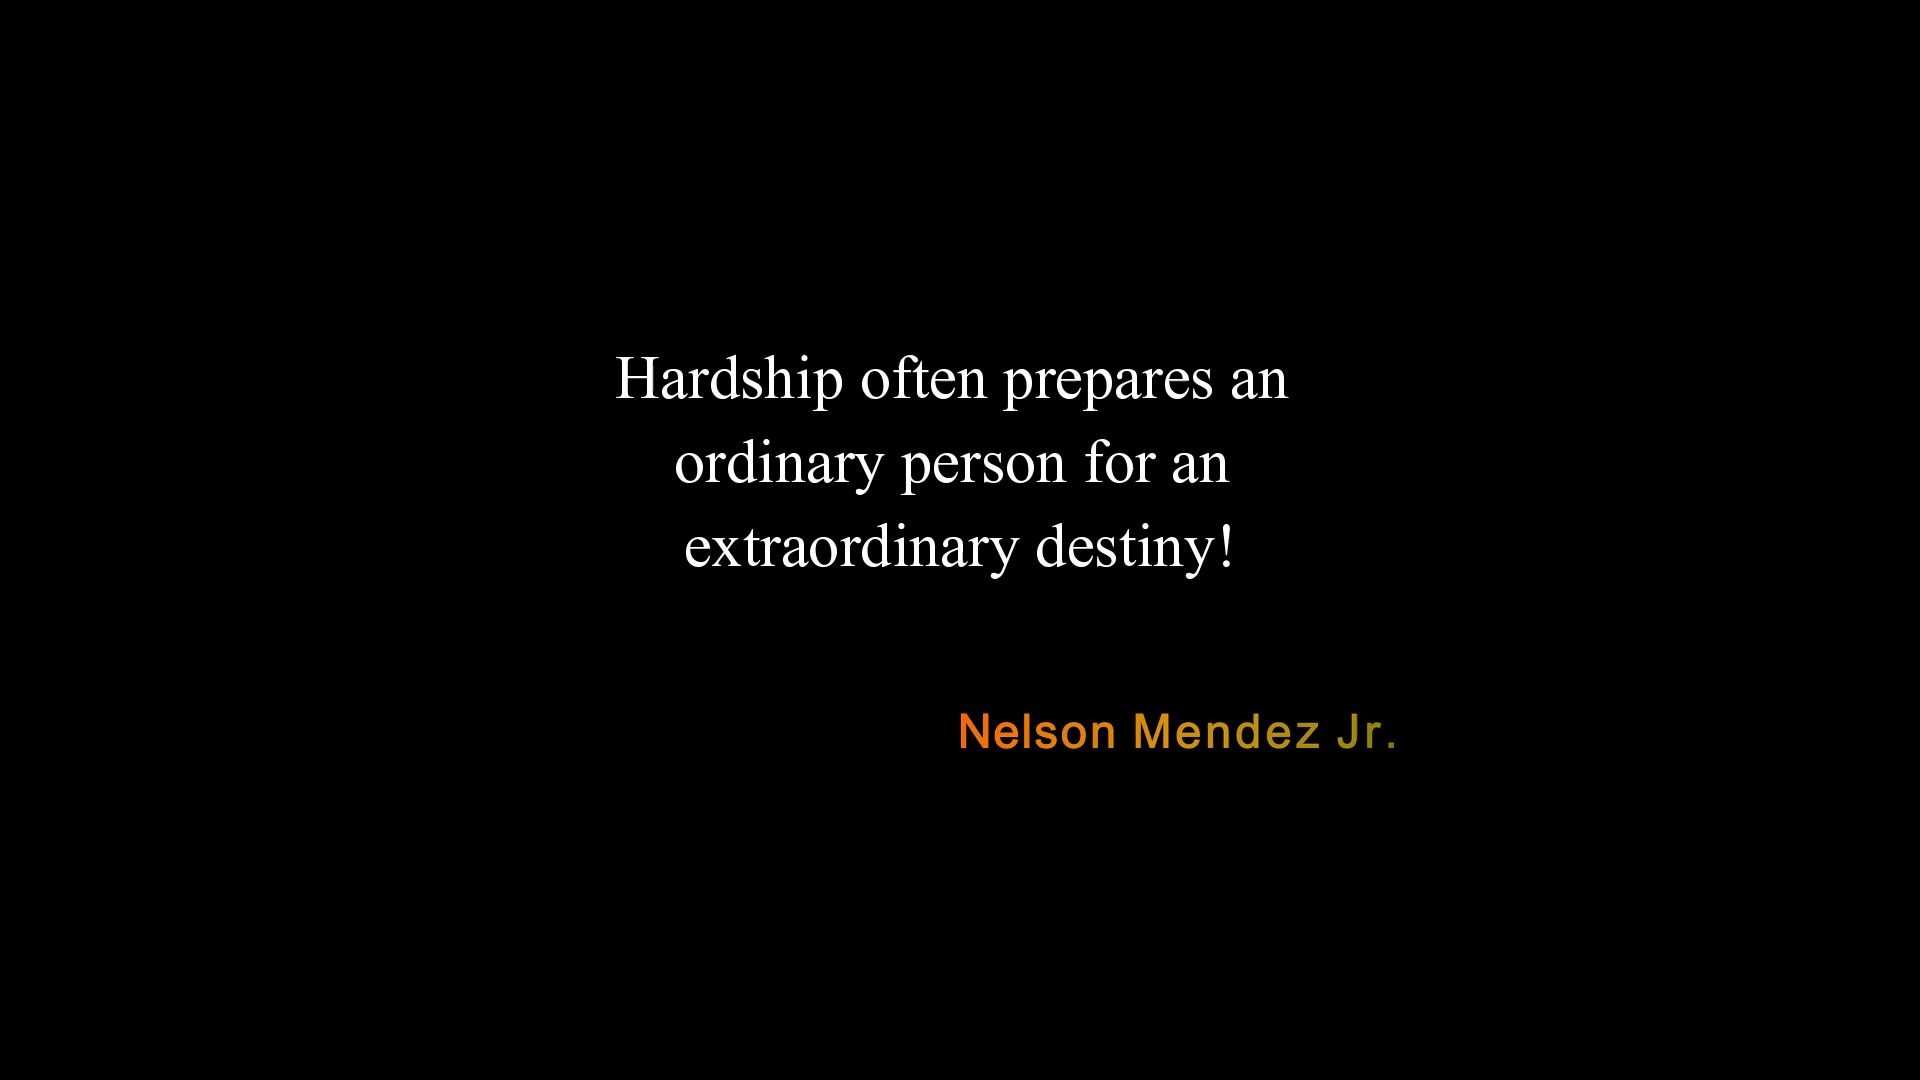 Hardship often prepares an
ordinary person for an
extraordinary destiny!
Nelson Mendez Jr.